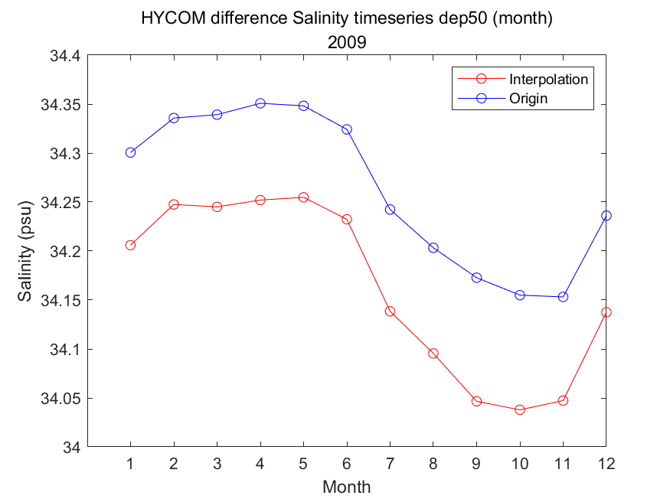 HYCOM difference Salinity timeseries dep50 (month)
2009
Interpolation
Origin
Salinity (psu)
34.4
34.35
34.3
34.25
34.2
34.15
34.1
34.05
34
1 2 3 4 5 6 7 8 9 10 11 12
Month